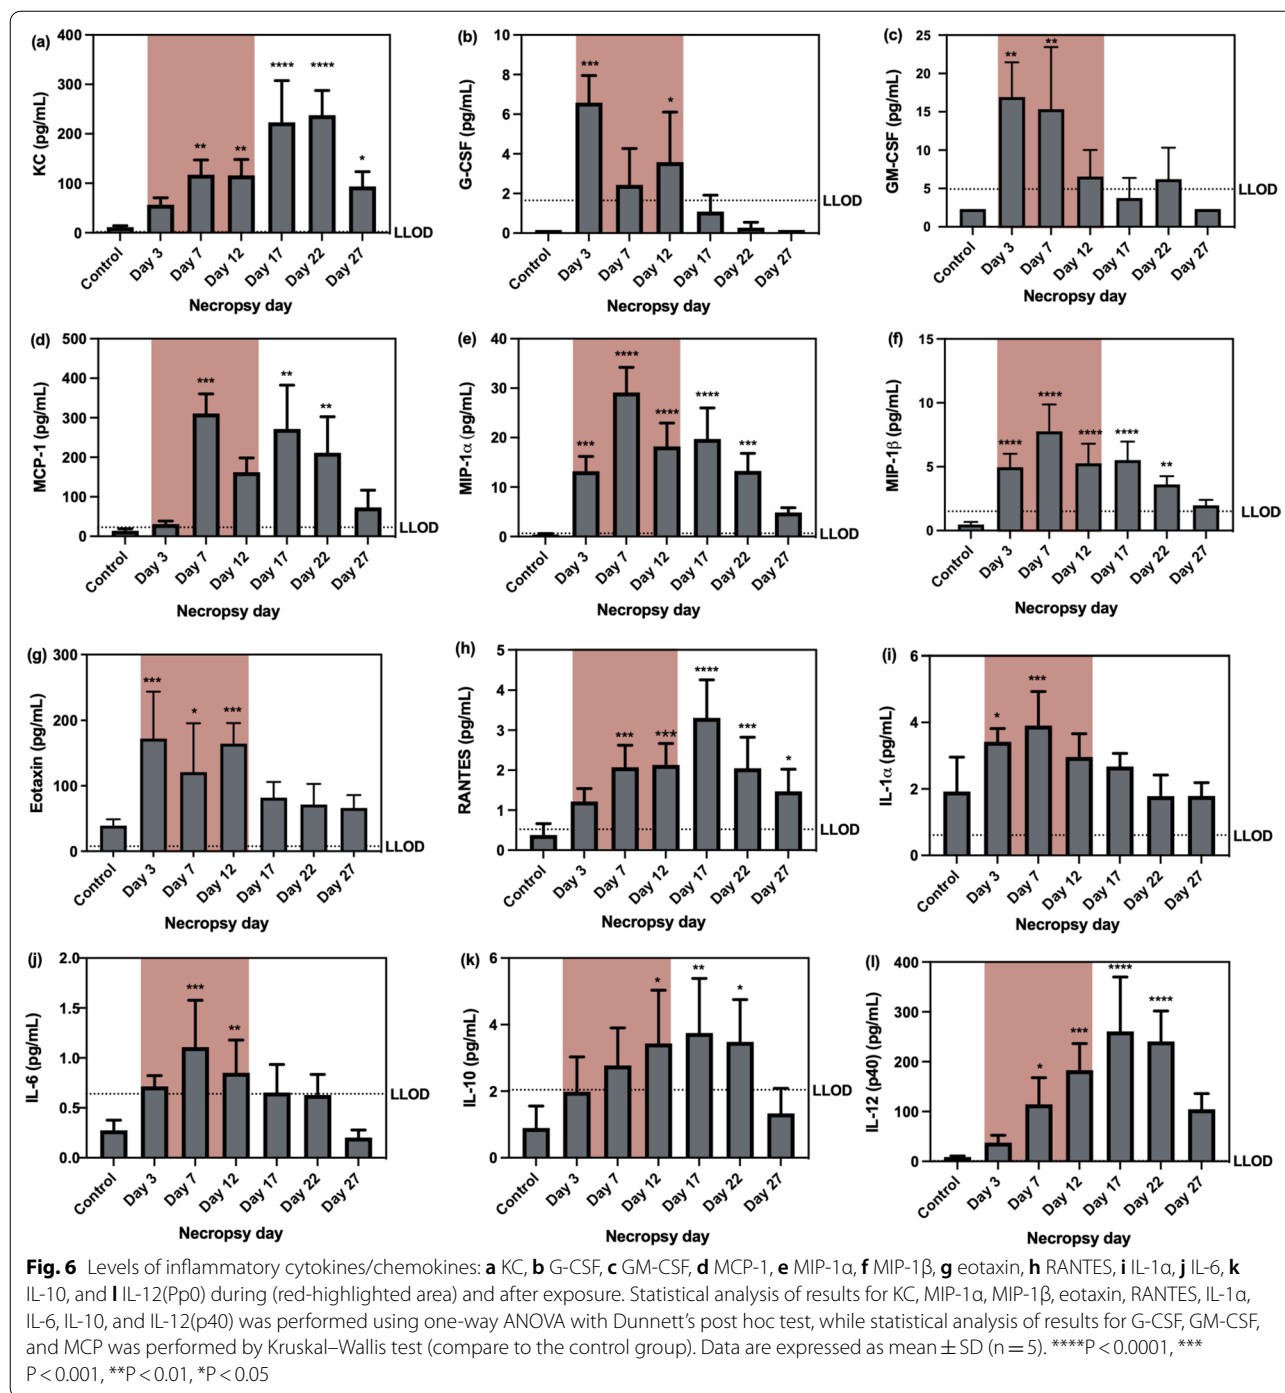 (a)
400
300
200
100
0
KC (pg/mL)
** ** **** **** *
LLOD
Control Day 3 Day 7 Day 12 Day 17 Day 22 Day 27
Necropsy day
(b)
10
8
6
4
2
0
G-CSF (pg/mL)
*** *
LLOD
Control Day 3 Day 7 Day 12 Day 17 Day 22 Day 27
Necropsy day
(c)
25
20
15
10
5
0
GM-CSF (pg/mL)
** **
LLOD
Control Day 3 Day 7 Day 12 Day 17 Day 22 Day 27
Necropsy day
(d)
500
400
300
200
100
0
MCP-1 (pg/mL)
*** ** **
LLOD
Control Day 3 Day 7 Day 12 Day 17 Day 22 Day 27
Necropsy day
(e)
40
30
20
10
0
MIP-1α (pg/mL)
*** **** **** **** ***
LLOD
Control Day 3 Day 7 Day 12 Day 17 Day 22 Day 27
Necropsy day
(f)
15
10
5
0
MIP-1β (pg/mL)
**** **** **** **** **
LLOD
Control Day 3 Day 7 Day 12 Day 17 Day 22 Day 27
Necropsy day
(g)
300
200
100
0
Eotaxin (pg/mL)
*** * ***
LLOD
Control Day 3 Day 7 Day 12 Day 17 Day 22 Day 27
Necropsy day
(h)
5
4
3
2
1
0
RANTES (pg/mL)
*** *** **** *** *
LLOD
Control Day 3 Day 7 Day 12 Day 17 Day 22 Day 27
Necropsy day
(i)
6
4
2
0
IL-1α (pg/mL)
* ***
LLOD
Control Day 3 Day 7 Day 12 Day 17 Day 22 Day 27
Necropsy day
(j)
2.0
1.5
1.0
0.5
0.0
IL-6 (pg/mL)
*** **
LLOD
Control Day 3 Day 7 Day 12 Day 17 Day 22 Day 27
Necropsy day
(k)
6
4
2
0
IL-10 (pg/mL)
* ** *
LLOD
Control Day 3 Day 7 Day 12 Day 17 Day 22 Day 27
Necropsy day
(l)
400
300
200
100
0
IL-12 (p40) (pg/mL)
* *** **** ****
LLOD
Control Day 3 Day 7 Day 12 Day 17 Day 22 Day 27
Necropsy day
Fig. 6 Levels of inflammatory cytokines/chemokines: a KC, b G-CSF, c GM-CSF, d MCP-1, e MIP-1α, f MIP-1β, g eotaxin, h RANTES, i IL-1α, j IL-6, k
IL-10, and l IL-12(Pp0) during (red-highlighted area) and after exposure. Statistical analysis of results for KC, MIP-1α, MIP-1β, eotaxin, RANTES, IL-1α,
IL-6, IL-10, and IL-12(p40) was performed using one-way ANOVA with Dunnett's post hoc test, while statistical analysis of results for G-CSF, GM-CSF,
and MCP was performed by Kruskal–Wallis test (compare to the control group). Data are expressed as mean ± SD (n = 5). ****P < 0.0001, ***
P < 0.001, **P < 0.01, *P < 0.05